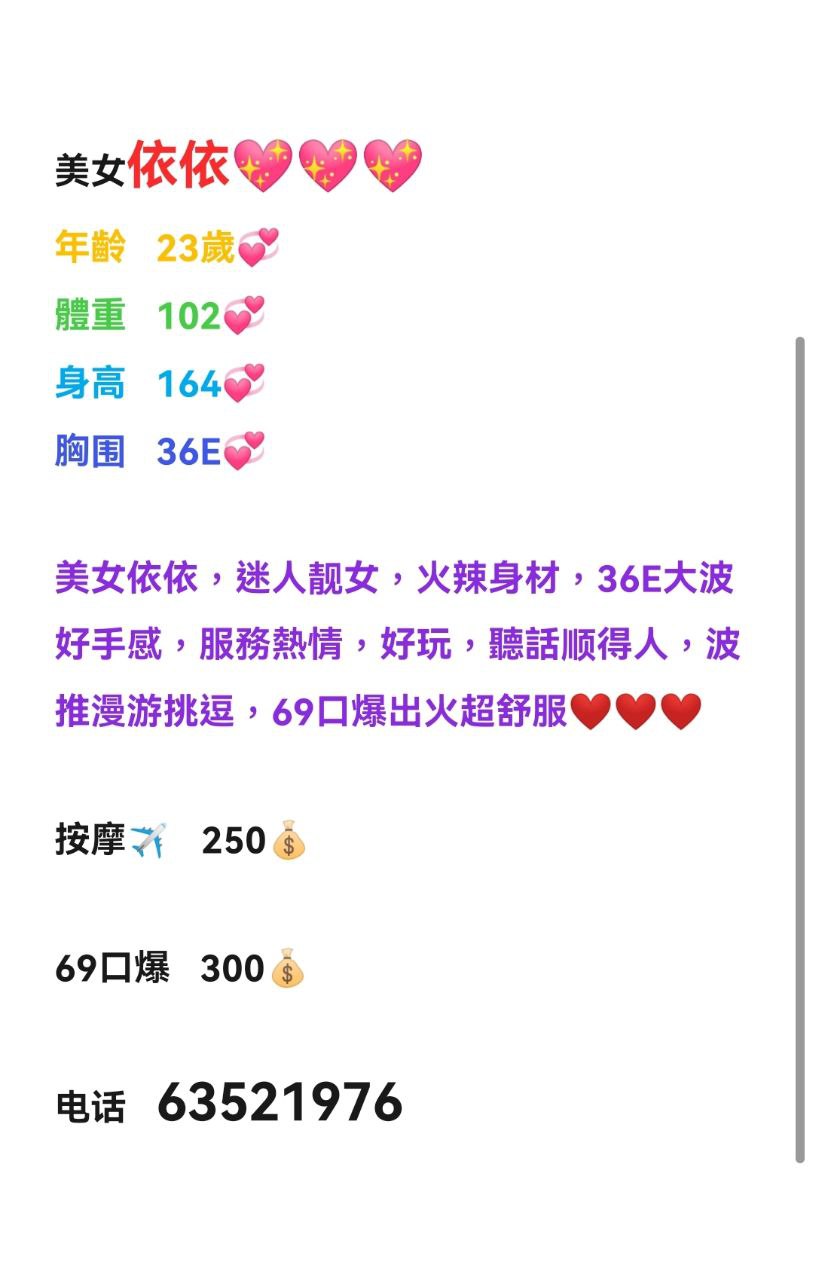 美女依依💖💖💖
年齡 23歲💞
體重 102💞
身高 164💞
胸围 36E💞
美女依依，迷人靓女，火辣身材，36E大波
好手感，服務熱情，好玩，聽話顺得人，波
推漫游挑逗，69口爆出火超舒服❤️❤️❤️
按摩✈️ 250💰
69口爆 300💰
电话 63521976